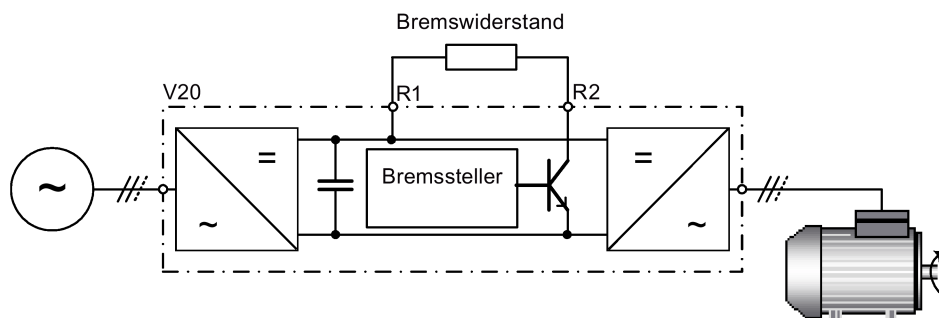 Bremswiderstand
V20
R1
R2
=
=
Bremssteller
~
~
~